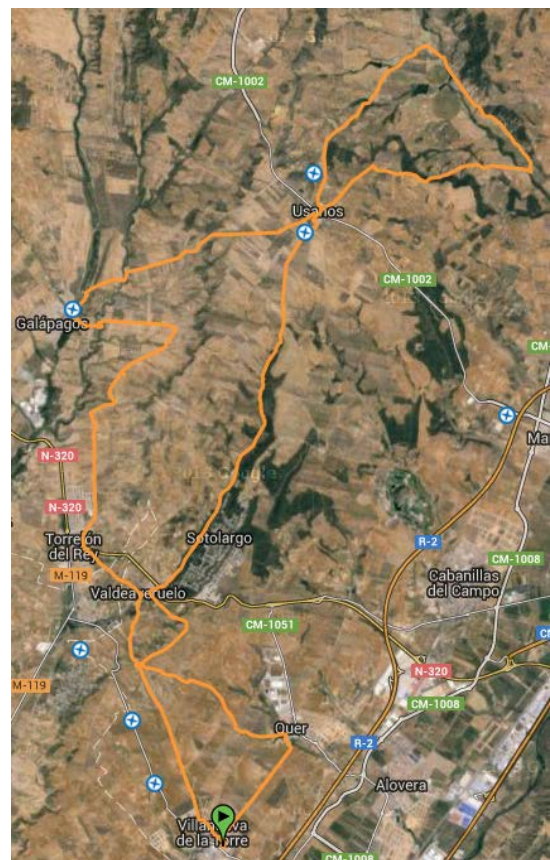 CM-1002
Usanos
CM-1002
Galápagos
CM-
Ma
N-320
N-320
R-2
Torrejón
del Rey
Sotolargo
CM-1008
M-119
Cabanillas
del Campo
Valdeaveruelo
CM-1051
N-320
M-119
CM-1008
Quer
R-2
Alovera
Villanueva
de la Torre
CM-1008